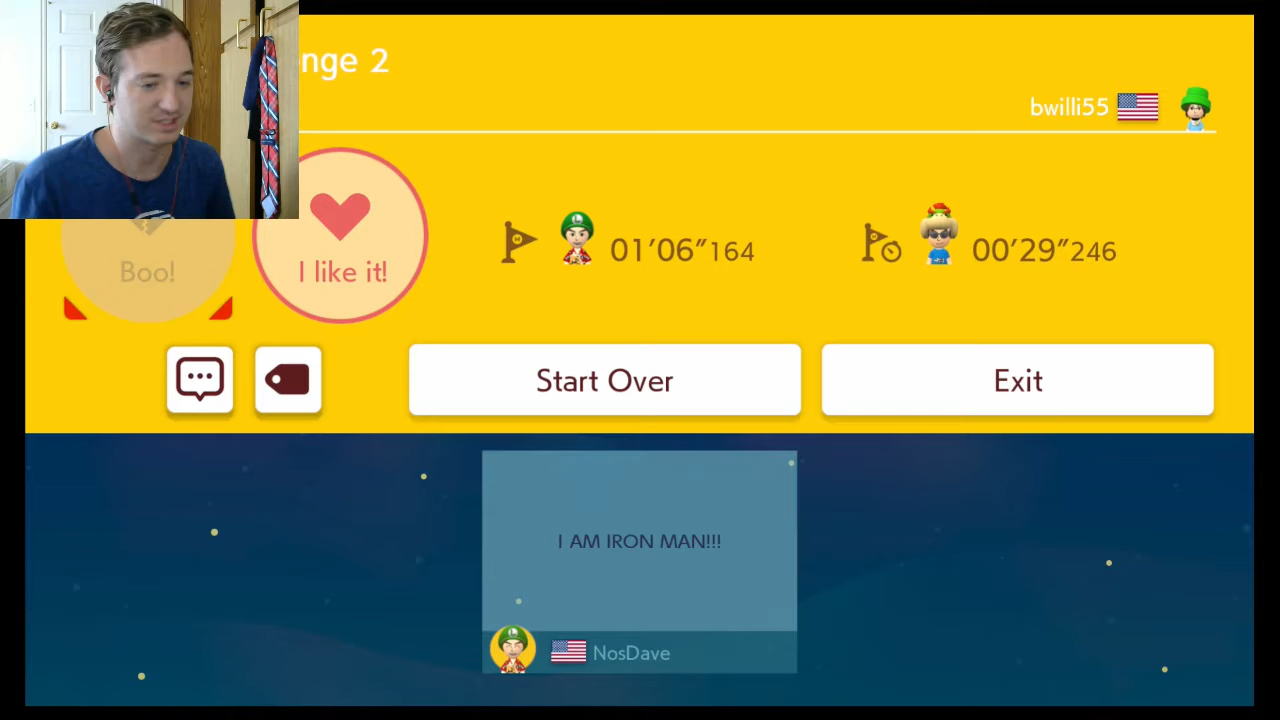 nge 2
bwilli55
Boo!
I like it!
01'06"164
00'29"246
Start Over
Exit
I AM IRON MAN!!!
NosDave